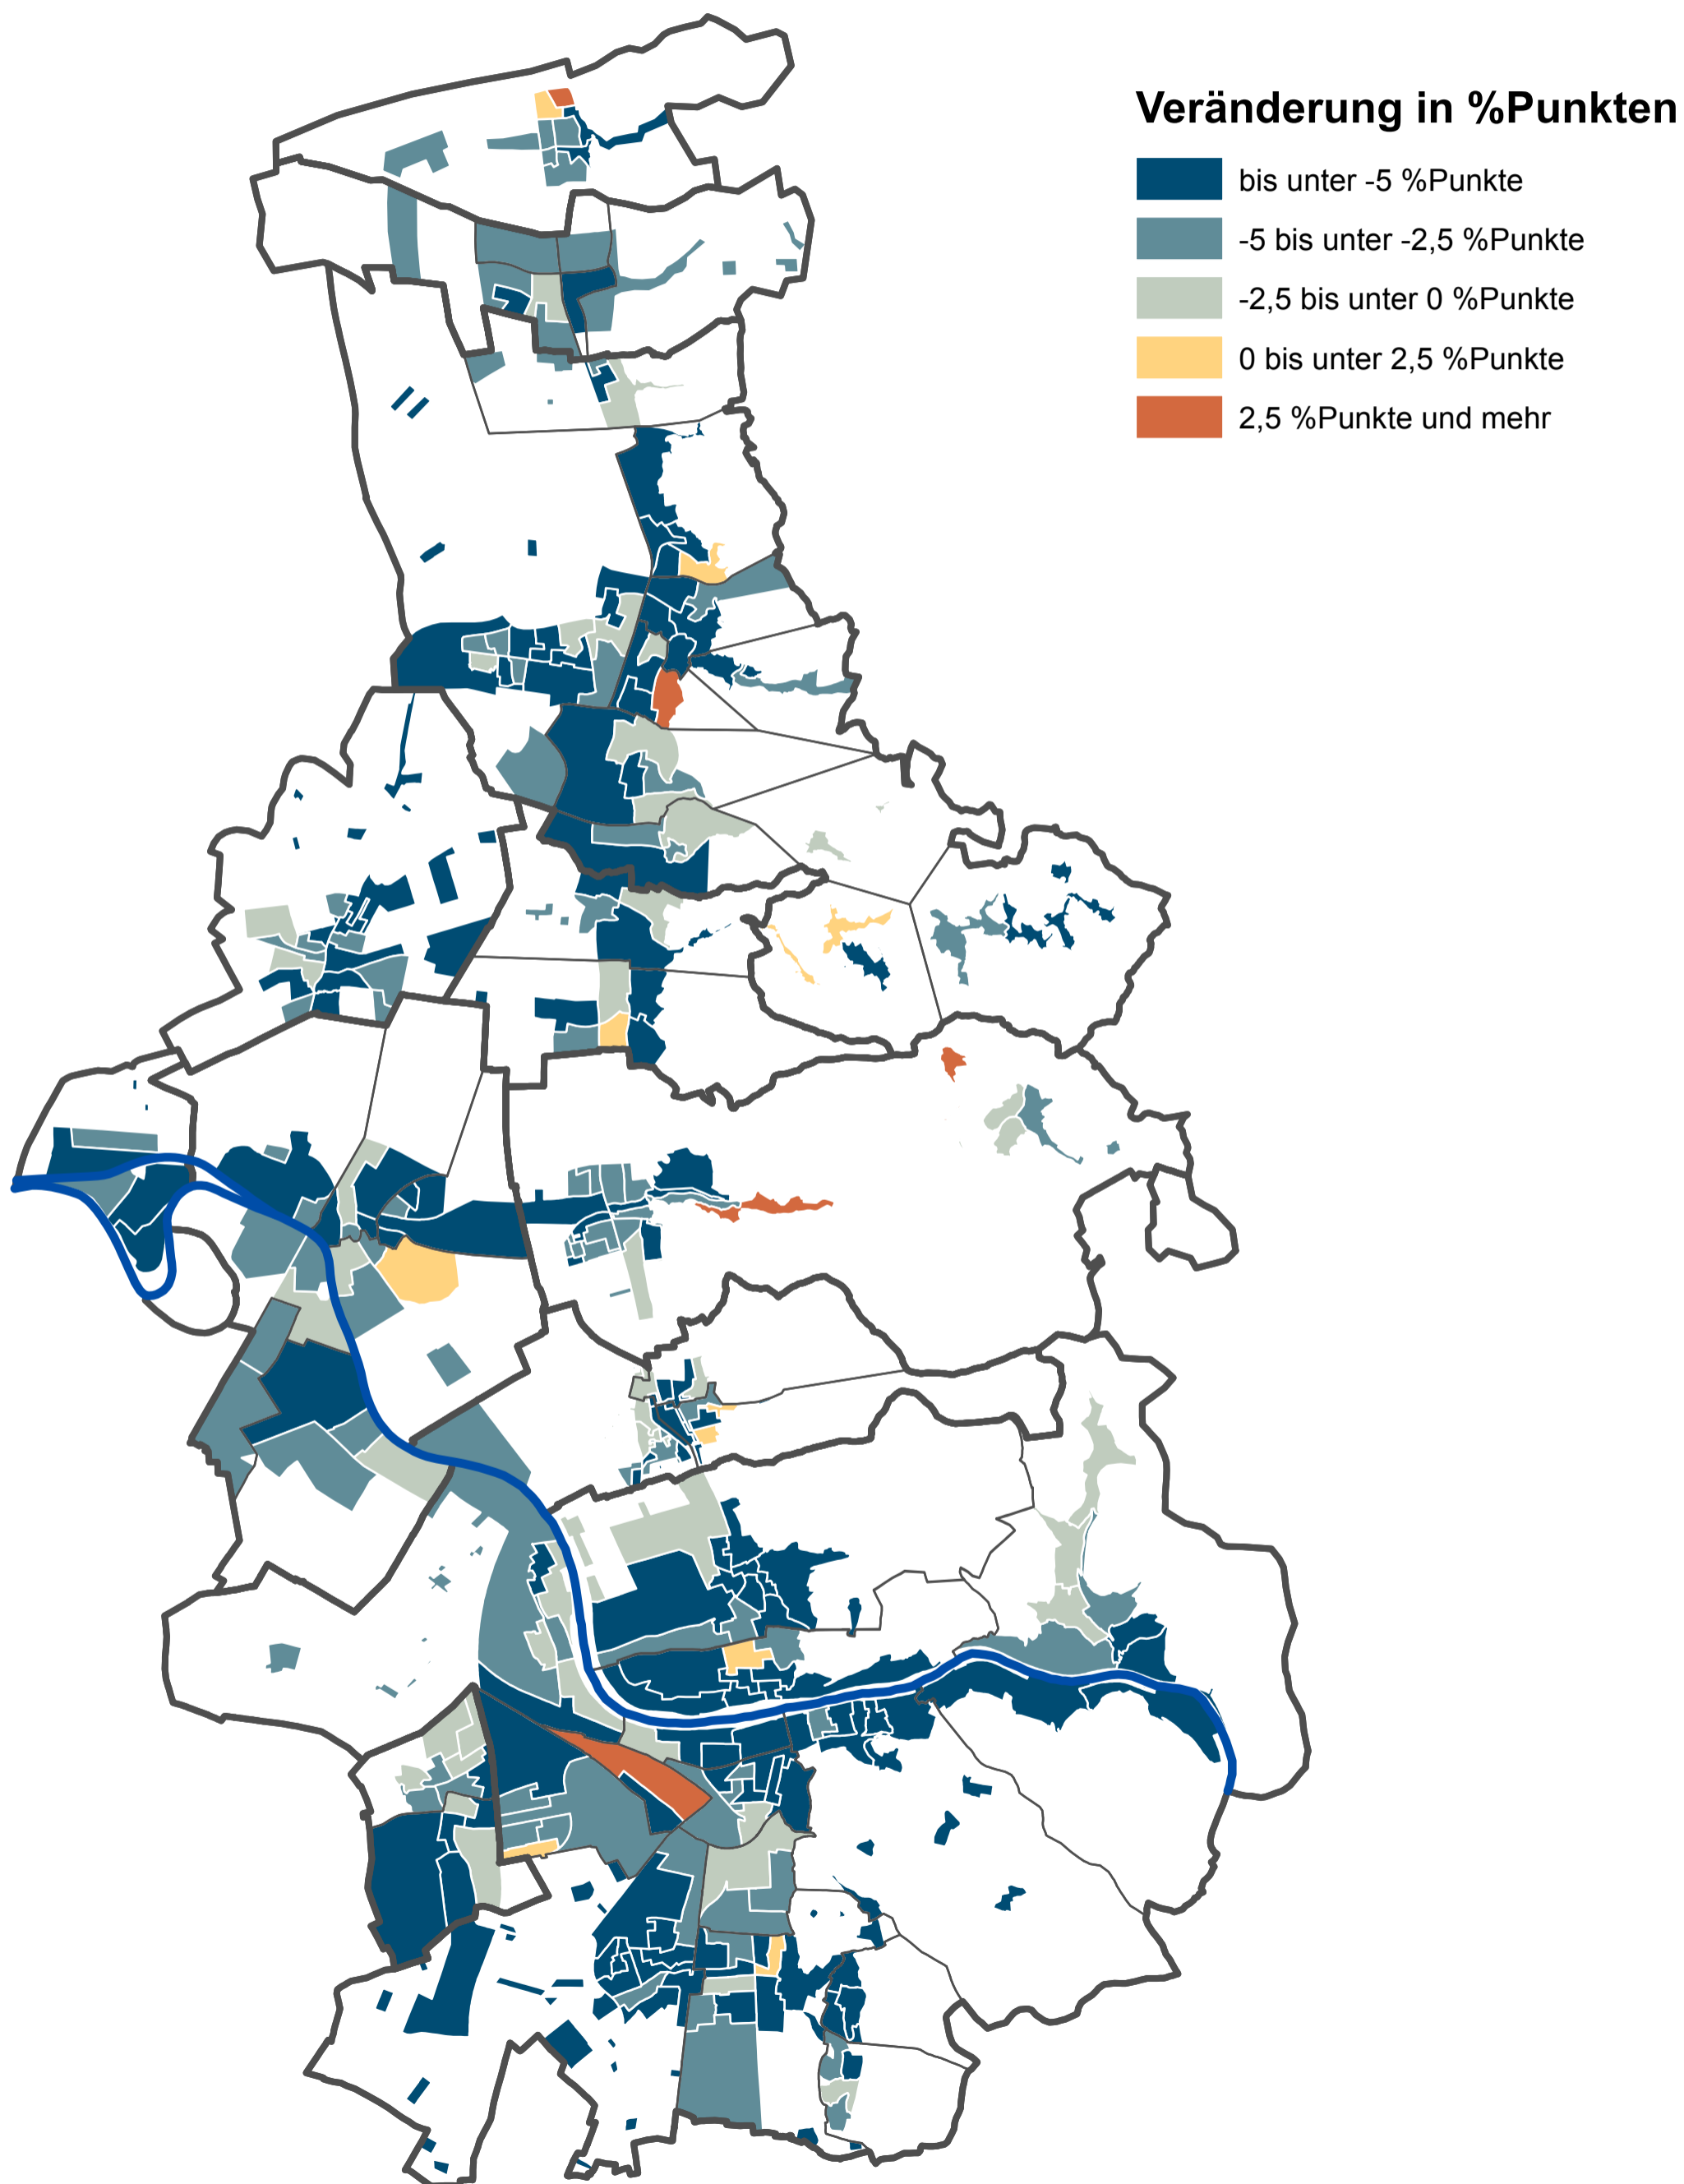 Veränderung in %Punkten
bis unter -5 %Punkte
-5 bis unter -2,5 %Punkte
-2,5 bis unter 0 %Punkte
0 bis unter 2,5 %Punkte
2,5 %Punkte und mehr